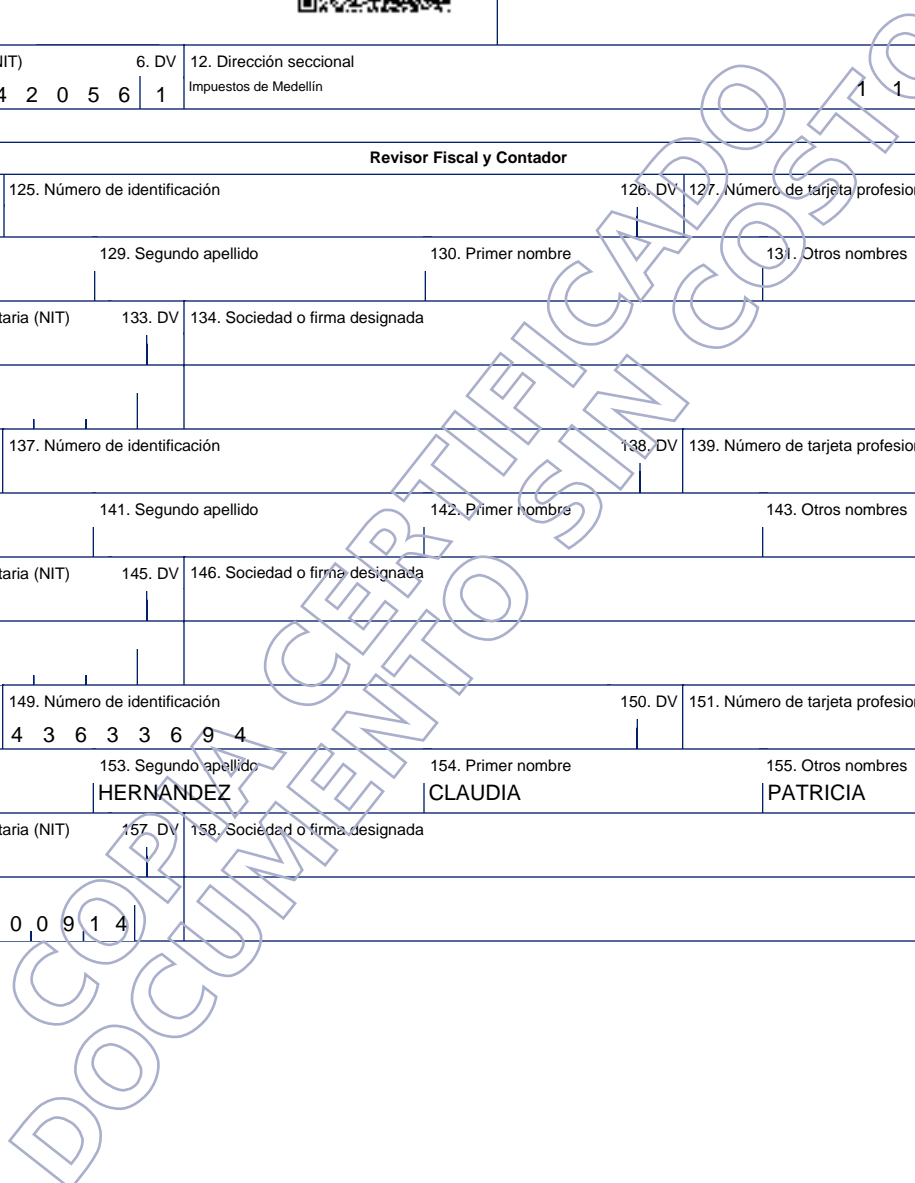 NIT) 6. DV 12. Dirección seccional
4 2 0 5 6 1 Impuestos de Medellín 1 1
Revisor Fiscal y Contador
125. Número de identificación 126. DV 127. Número de tarjeta profesion
129. Segundo apellido 130. Primer nombre 131. Otros nombres
taria (NIT) 133. DV 134. Sociedad o firma designada
137. Número de identificación 138. DV 139. Número de tarjeta profesion
141. Segundo apellido 142. Primer nombre 143. Otros nombres
taria (NIT) 145. DV 146. Sociedad o firma designada
149. Número de identificación 150. DV 151. Número de tarjeta profesion
4 3 6 3 3 6 9 4
153. Segundo apellido 154. Primer nombre 155. Otros nombres
HERNANDEZ CLAUDIA PATRICIA
taria (NIT) 157. DV 158. Sociedad o firma designada
0 0 9 1 4
COPIA CERTIFICADO
DOCUMENTO SIN COSTO